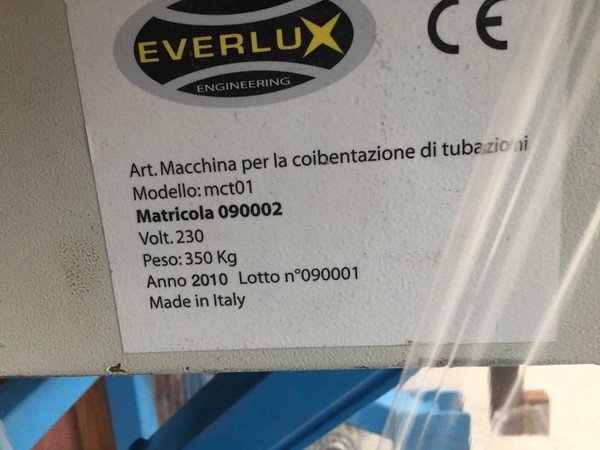 EVERLUX
ENGINEERING
CE
Art. Macchina per la coibentazione di tubazioni
Modello: mct01
Matricola 090002
Volt. 230
Peso: 350 Kg
Anno 2010 Lotto n°090001
Made in Italy